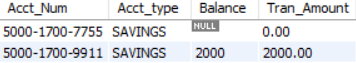 Acct_Num Acct_type Balance Tran_Amount
5000-1700-7755 SAVINGS NULL 0.00
5000-1700-9911 SAVINGS 2000 2000.00